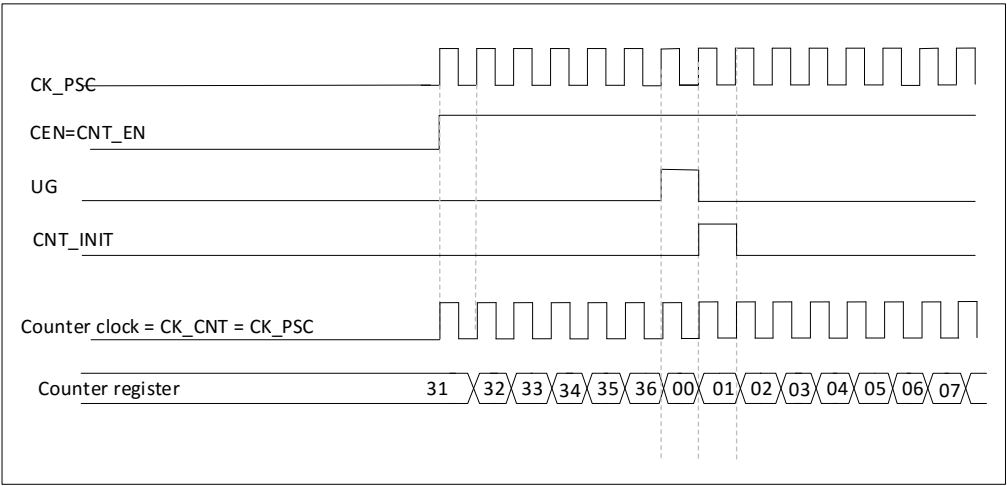 CK_PSC
CEN=CNT_EN
UG
CNT_INIT
Counter clock = CK_CNT = CK_PSC
Counter register 31 32 33 34 35 36 00 01 02 03 04 05 06 07